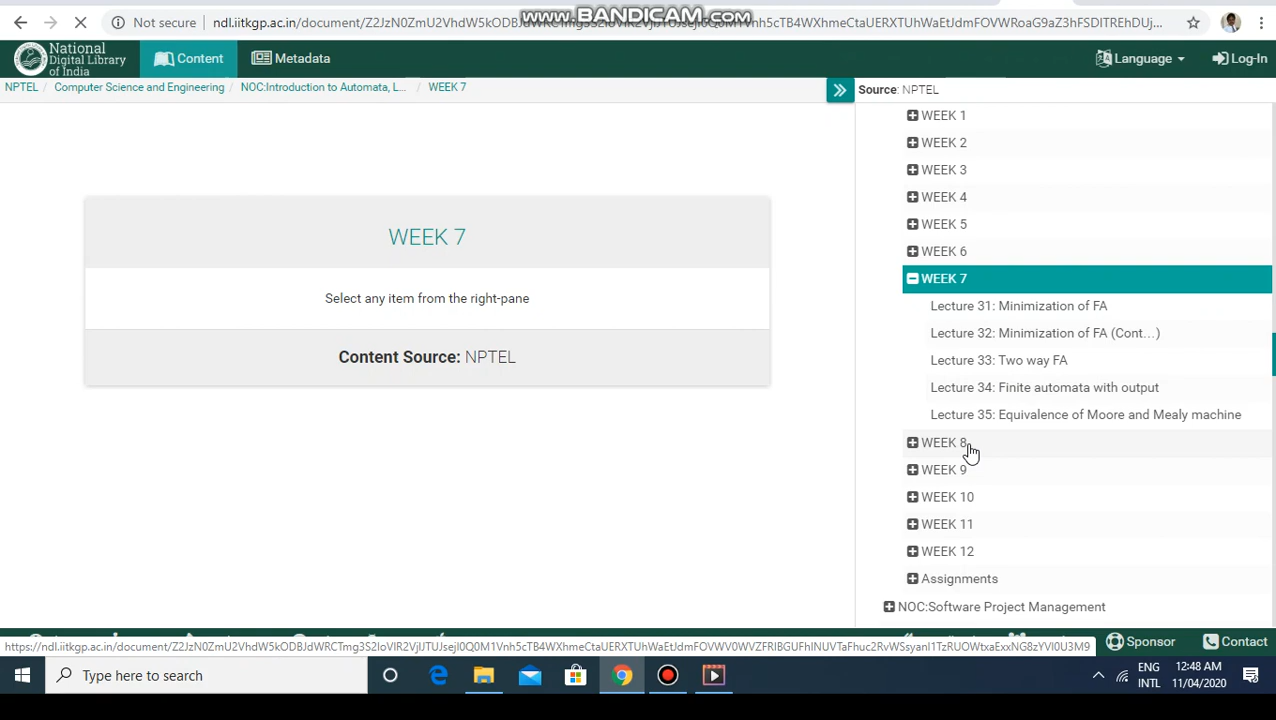 www.BANDICAM.com
Not secure
ndl.iitkgp.ac.in/document/
National
Digital Library
of India
Content
Metadata
Language
Log-In
NPTEL / Computer Science and Engineering / NOC:Introduction to Automata, L... / WEEK 7
Source: NPTEL
WEEK 1
WEEK 2
WEEK 3
WEEK 4
WEEK 5
WEEK 6
WEEK 7
Lecture 31: Minimization of FA
Lecture 32: Minimization of FA (Cont...)
Lecture 33: Two way FA
Lecture 34: Finite automata with output
Lecture 35: Equivalence of Moore and Mealy machine
WEEK 8
WEEK 9
WEEK 10
WEEK 11
WEEK 12
Assignments
NOC:Software Project Management
WEEK 7
Select any item from the right-pane
Content Source: NPTEL
Sponsor
Contact
Type here to search
ENG
INTL
12:48 AM
11/04/2020